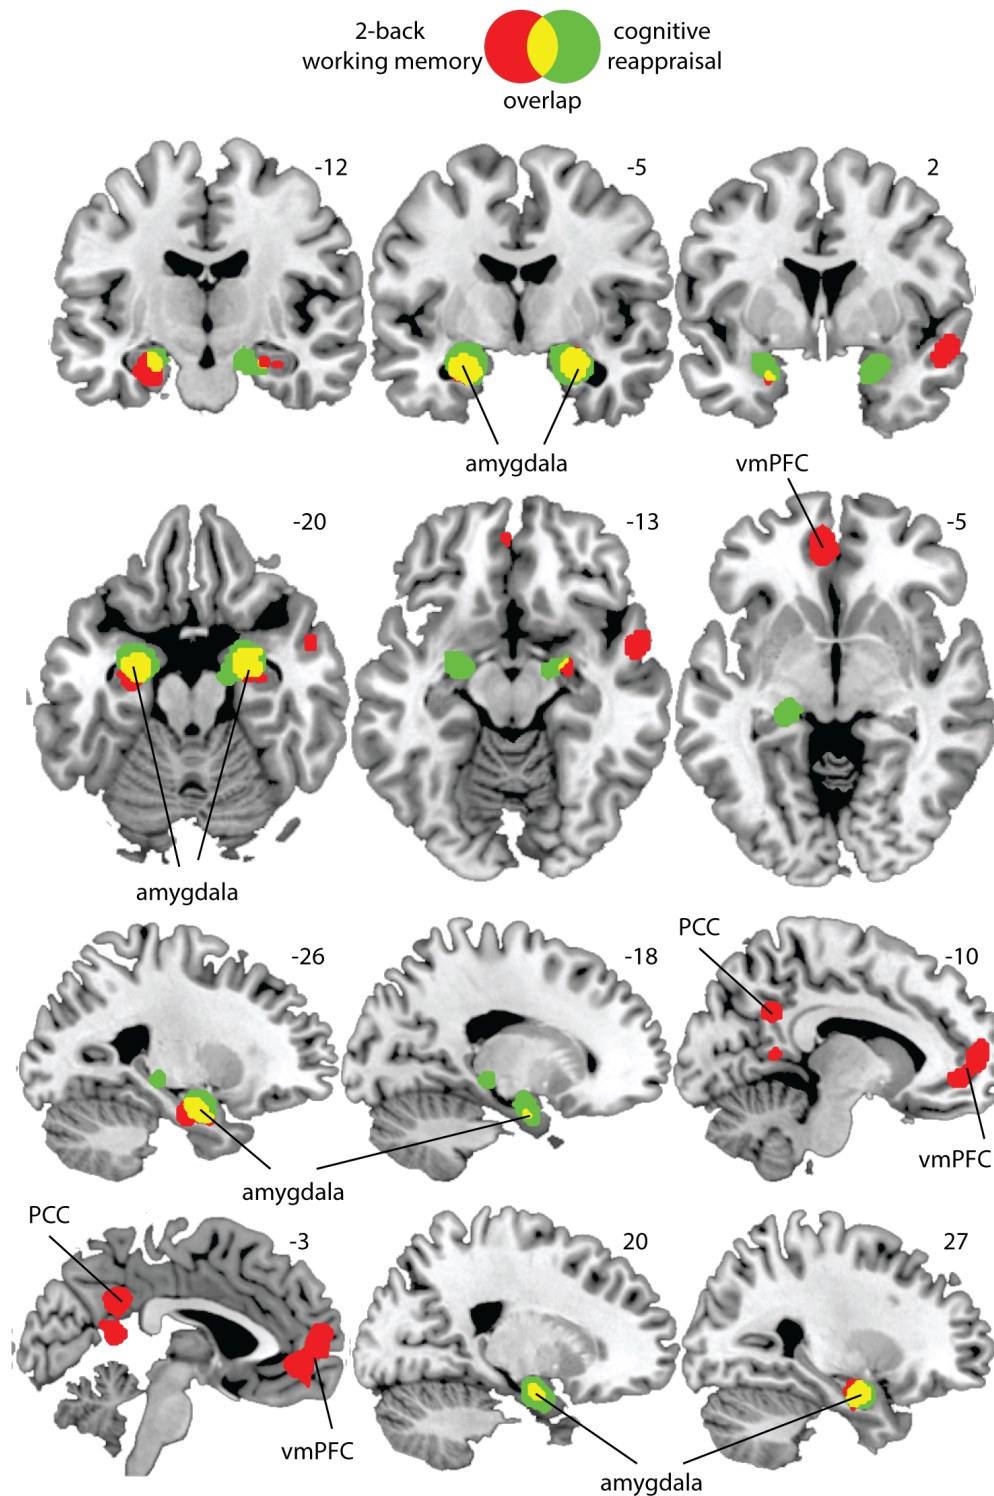 2-back
working memory
cognitive
reappraisal
overlap
-12
-5
2
amygdala
vmPFC
-20
-13
-5
amygdala
-26
-18
PCC
-10
amygdala
vmPFC
PCC
-3
20
27
vmPFC
amygdala